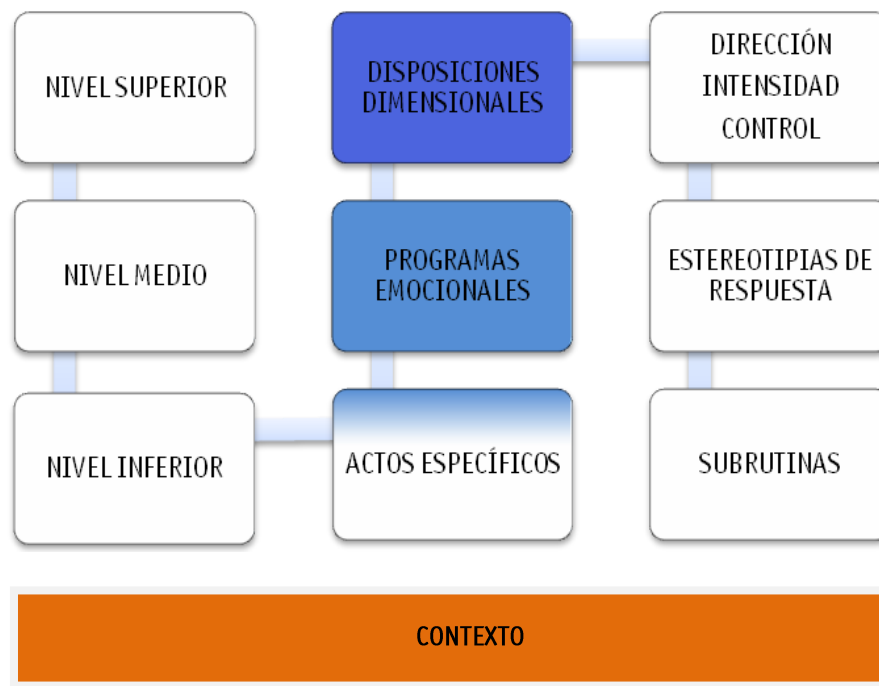 NIVEL SUPERIOR
DISPOSICIONES
DIMENSIONALES
DIRECCIÓN
INTENSIDAD
CONTROL
NIVEL MEDIO
PROGRAMAS
EMOCIONALES
ESTEREOTIPIAS DE
RESPUESTA
NIVEL INFERIOR
ACTOS ESPECÍFICOS
SUBRUTINAS
CONTEXTO